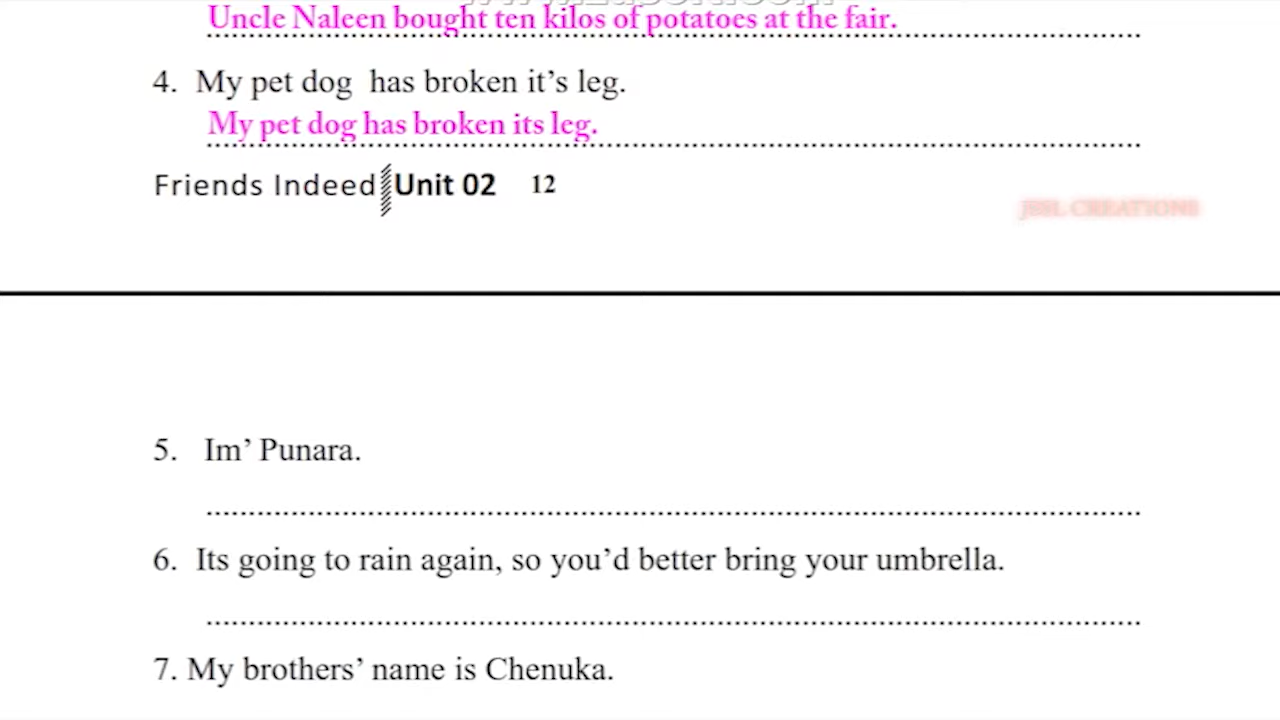 Uncle Naleen bought ten kilos of potatoes at the fair.
4. My pet dog has broken it’s leg.
My pet dog has broken its leg.
Friends Indeed Unit 02 12
CREATIONS
5. Im’ Punara.
6. Its going to rain again, so you’d better bring your umbrella.
7. My brothers’ name is Chenuka.